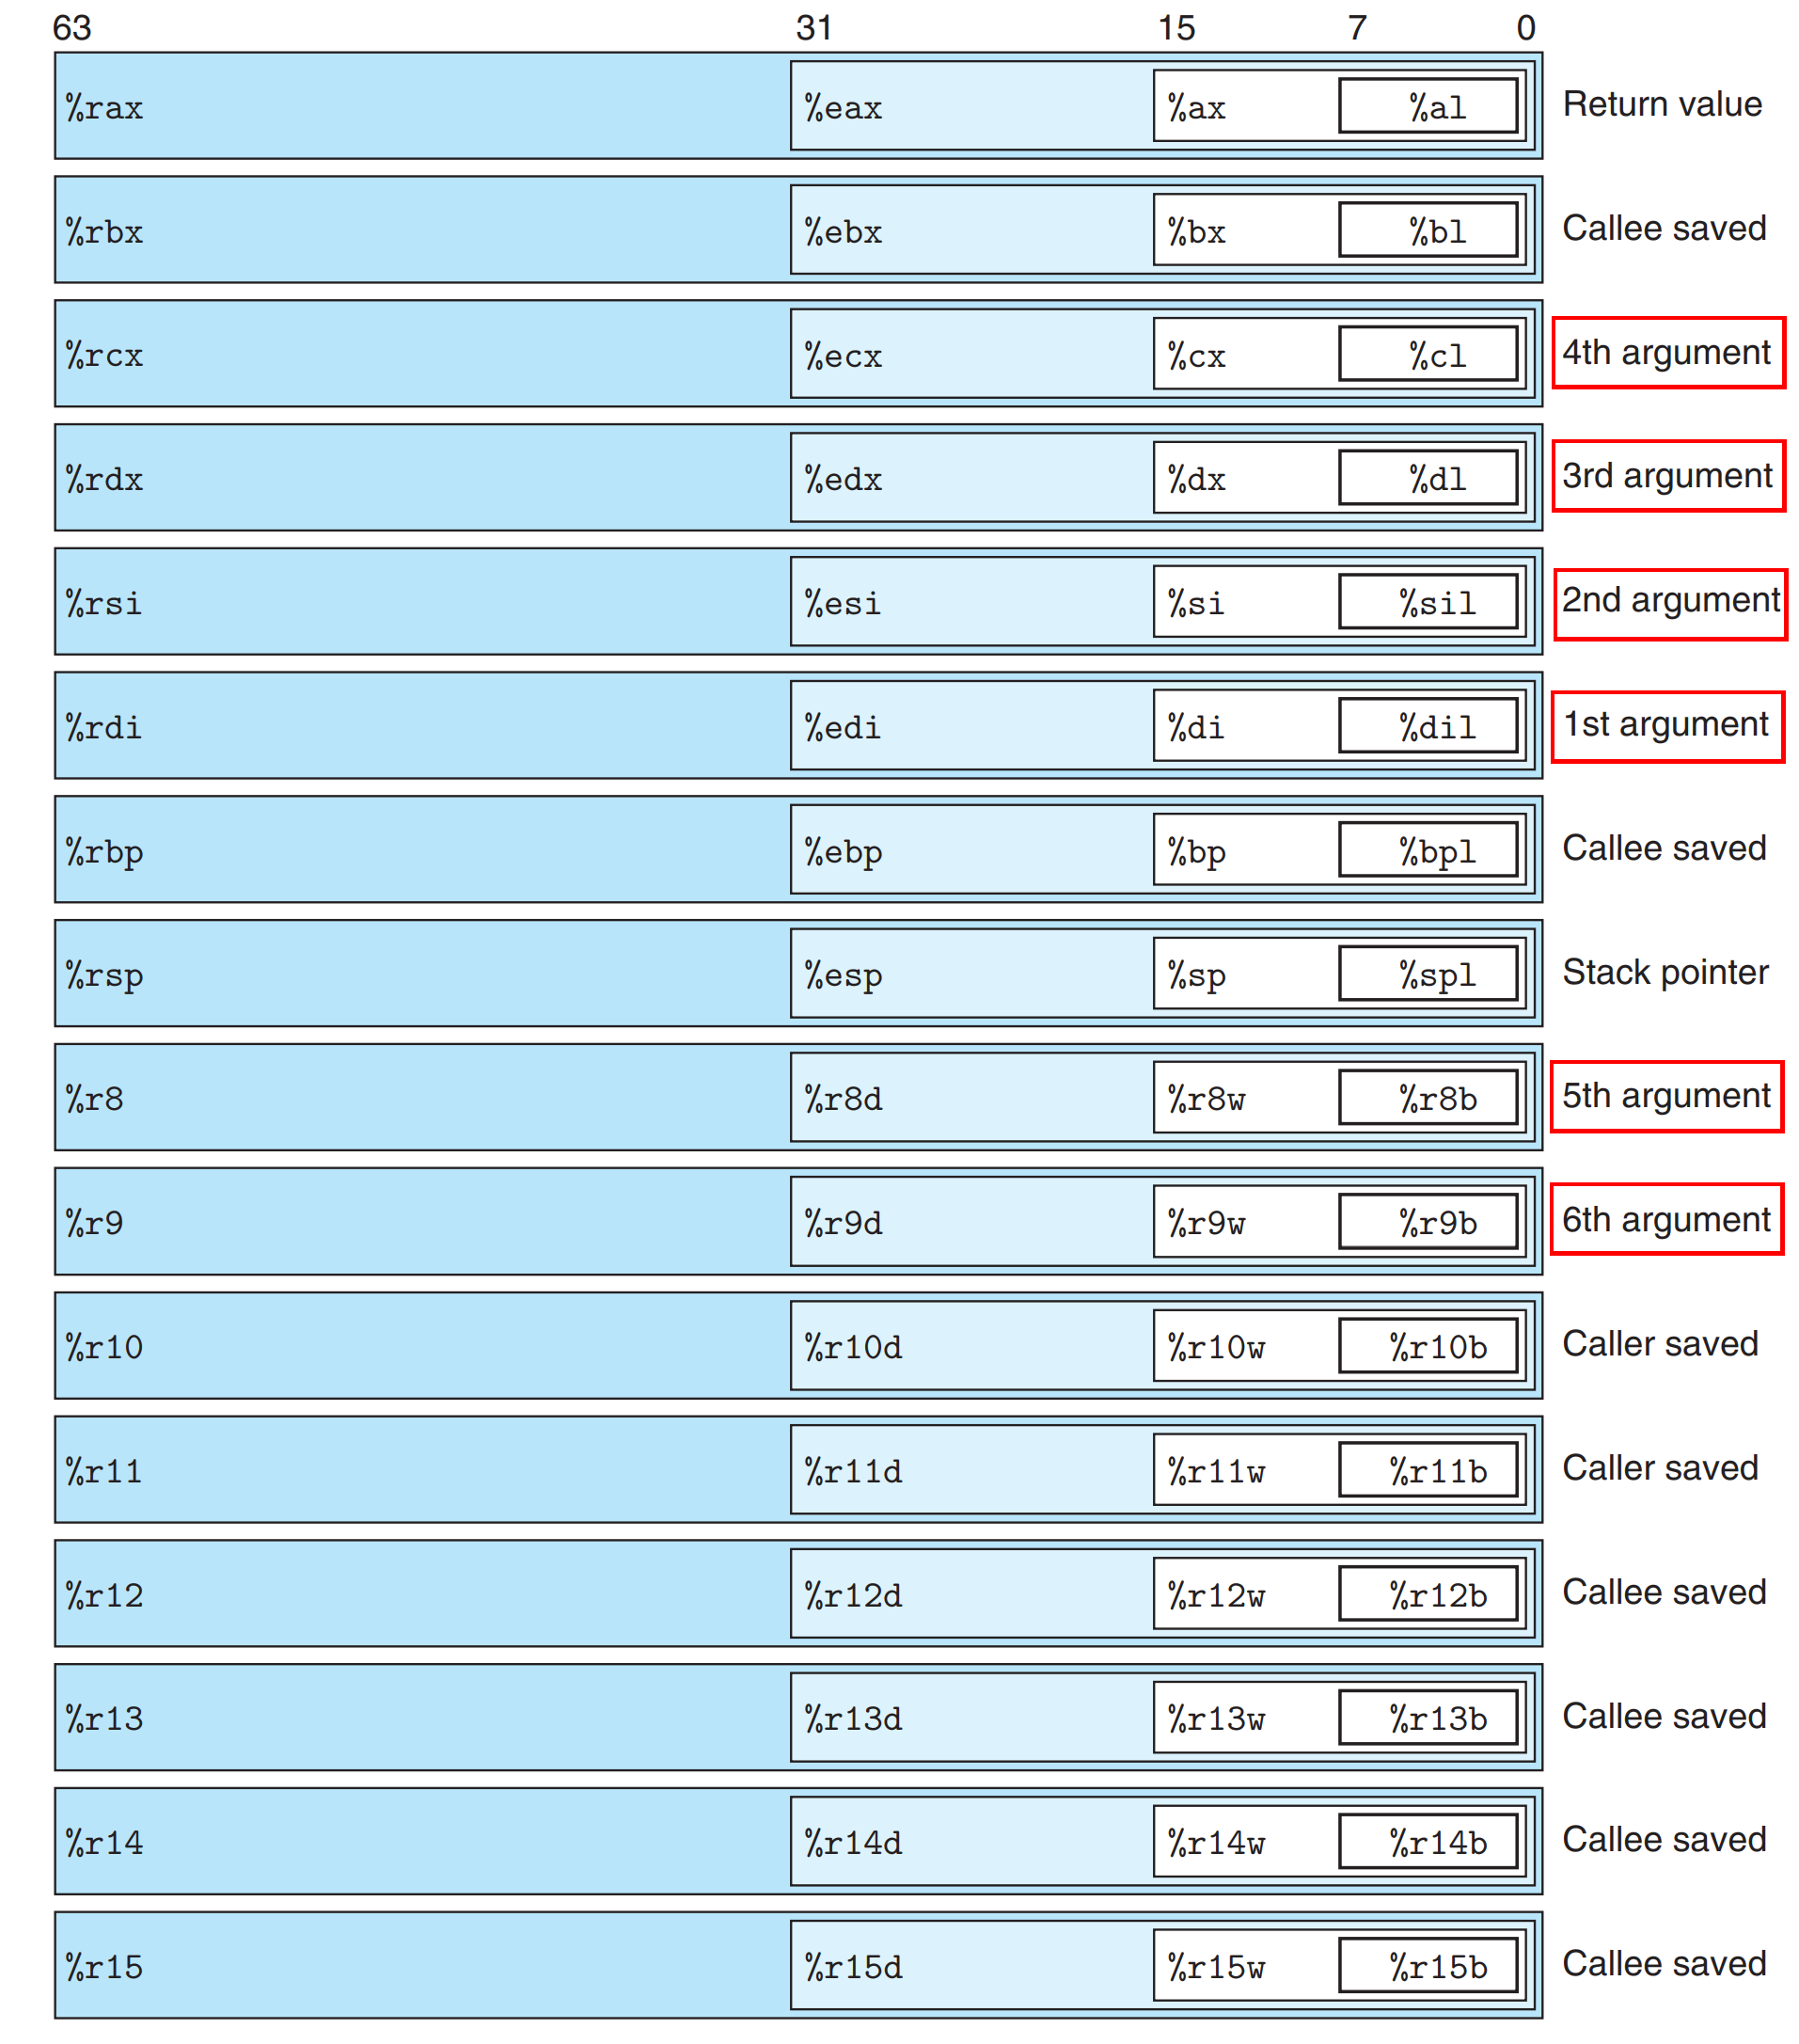 63 31 15 7 0
%rax %eax %ax %al Return value
%rbx %ebx %bx %bl Callee saved
%rcx %ecx %cx %cl 4th argument
%rdx %edx %dx %dl 3rd argument
%rsi %esi %si %sil 2nd argument
%rdi %edi %di %dil 1st argument
%rbp %ebp %bp %bpl Callee saved
%rsp %esp %sp %spl Stack pointer
%r8 %r8d %r8w %r8b 5th argument
%r9 %r9d %r9w %r9b 6th argument
%r10 %r10d %r10w %r10b Caller saved
%r11 %r11d %r11w %r11b Caller saved
%r12 %r12d %r12w %r12b Callee saved
%r13 %r13d %r13w %r13b Callee saved
%r14 %r14d %r14w %r14b Callee saved
%r15 %r15d %r15w %r15b Callee saved